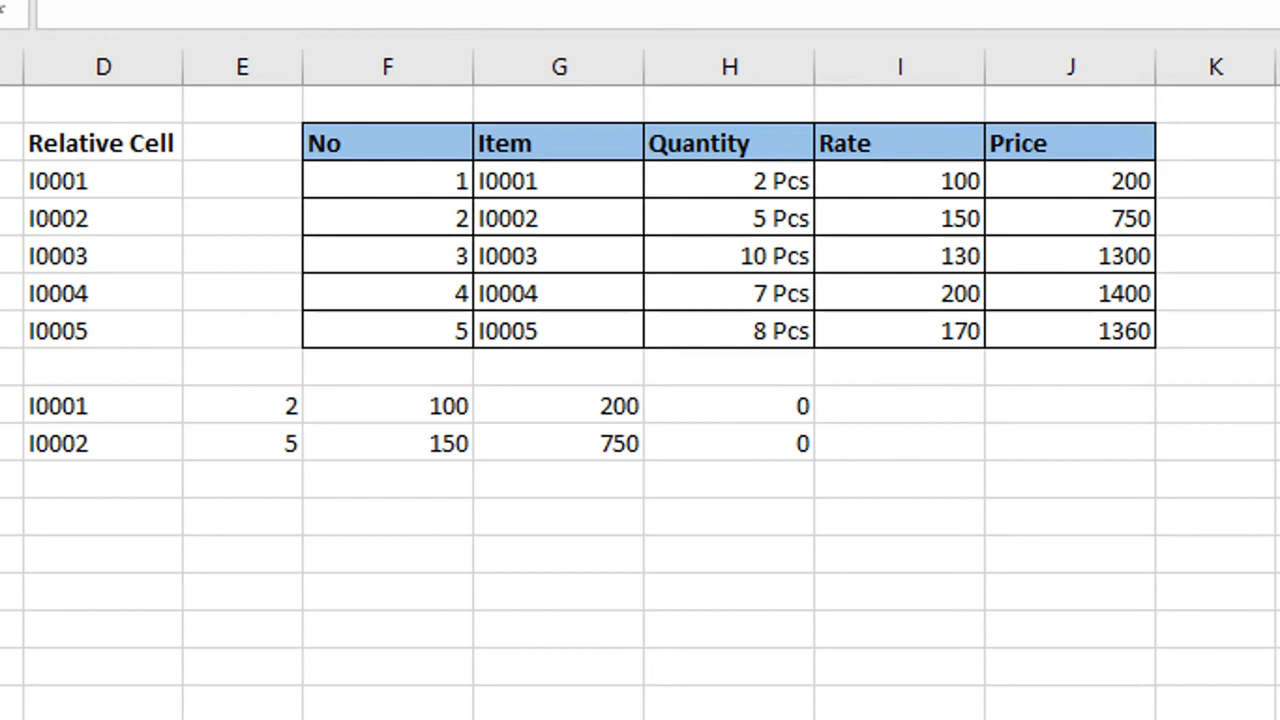 D E F G H I J K
Relative Cell No Item Quantity Rate Price
I0001 1 I0001 2 Pcs 100 200
I0002 2 I0002 5 Pcs 150 750
I0003 3 I0003 10 Pcs 130 1300
I0004 4 I0004 7 Pcs 200 1400
I0005 5 I0005 8 Pcs 170 1360
I0001 2 100 200 0
I0002 5 150 750 0